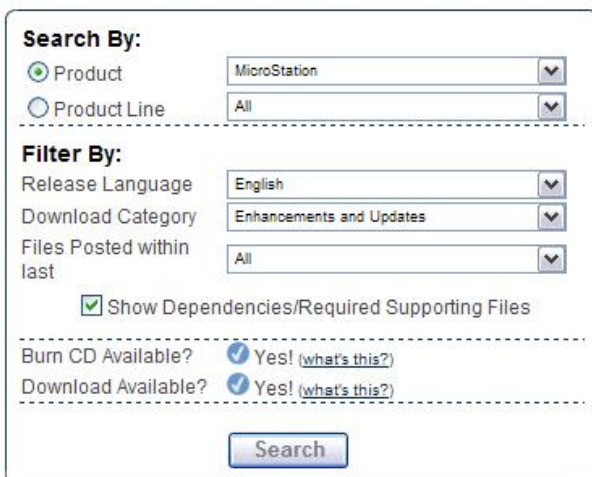 Search By:
Product MicroStation
Product Line All
Filter By:
Release Language English
Download Category Enhancements and Updates
Files Posted within
last All
Show Dependencies/Required Supporting Files
Burn CD Available? Yes! (what's this?)
Download Available? Yes! (what's this?)
Search